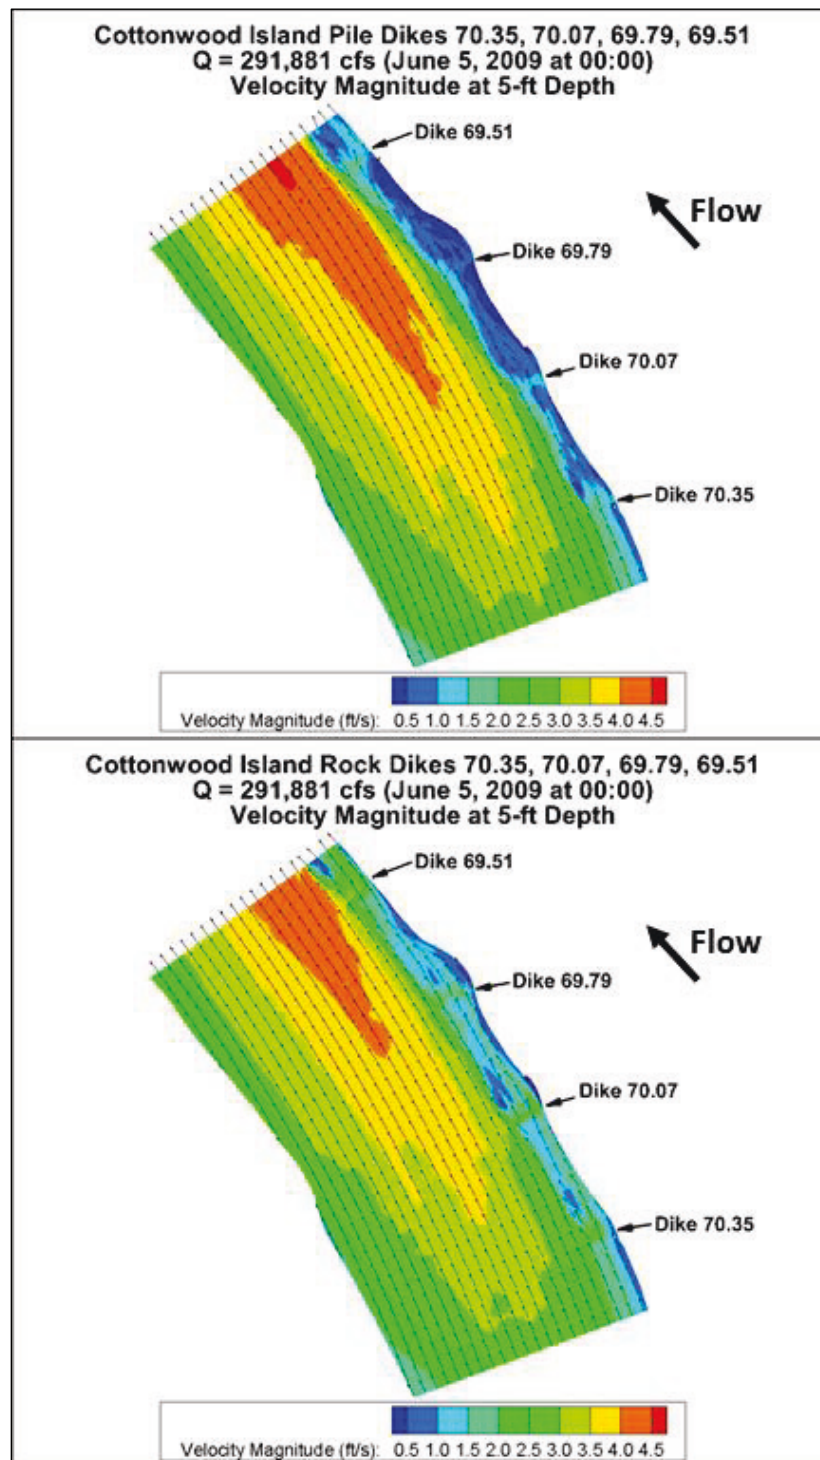 Cottonwood Island Pile Dikes 70.35, 70.07, 69.79, 69.51
Q = 291,881 cfs (June 5, 2009 at 00:00)
Velocity Magnitude at 5-ft Depth
Dike 69.51
Flow
Dike 69.79
Dike 70.07
Dike 70.35
Velocity Magnitude (ft/s): 0.5 1.0 1.5 2.0 2.5 3.0 3.5 4.0 4.5
Cottonwood Island Rock Dikes 70.35, 70.07, 69.79, 69.51
Q = 291,881 cfs (June 5, 2009 at 00:00)
Velocity Magnitude at 5-ft Depth
Dike 69.51
Flow
Dike 69.79
Dike 70.07
Dike 70.35
Velocity Magnitude (ft/s): 0.5 1.0 1.5 2.0 2.5 3.0 3.5 4.0 4.5